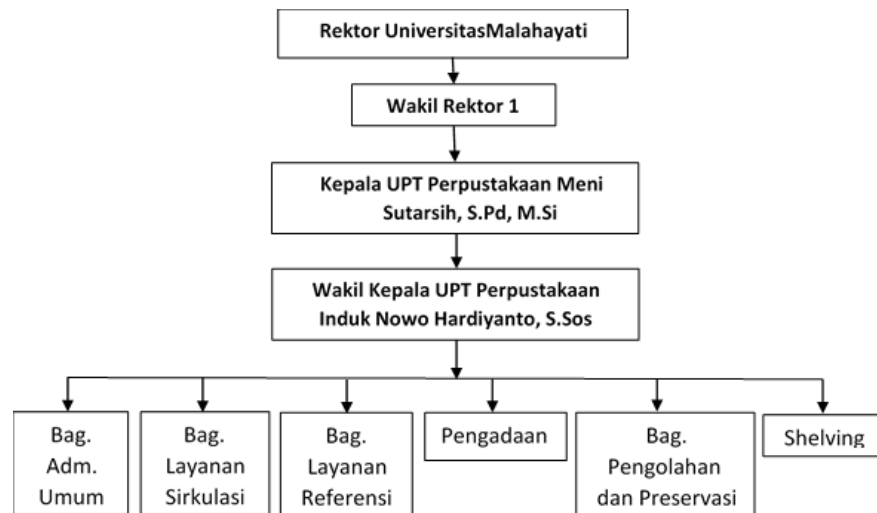 Rektor UniversitasMalahayati
Wakil Rektor 1
Kepala UPT Perpustakaan Meni
Sutarsih, S.Pd, M.Si
Wakil Kepala UPT Perpustakaan
Induk Nowo Hardiyanto, S.Sos
Bag.
Adm.
Umum
Bag.
Layanan
Sirkulasi
Bag.
Layanan
Referensi
Pengadaan
Bag.
Pengolahan
dan Preservasi
Shelving